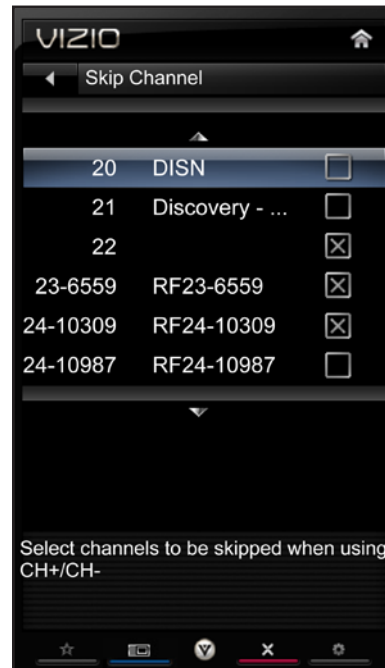 VIZIO
Skip Channel
20 DISN
21 Discovery - ...
22
23-6559 RF23-6559
24-10309 RF24-10309
24-10987 RF24-10987
Select channels to be skipped when using
CH+/CH-
V